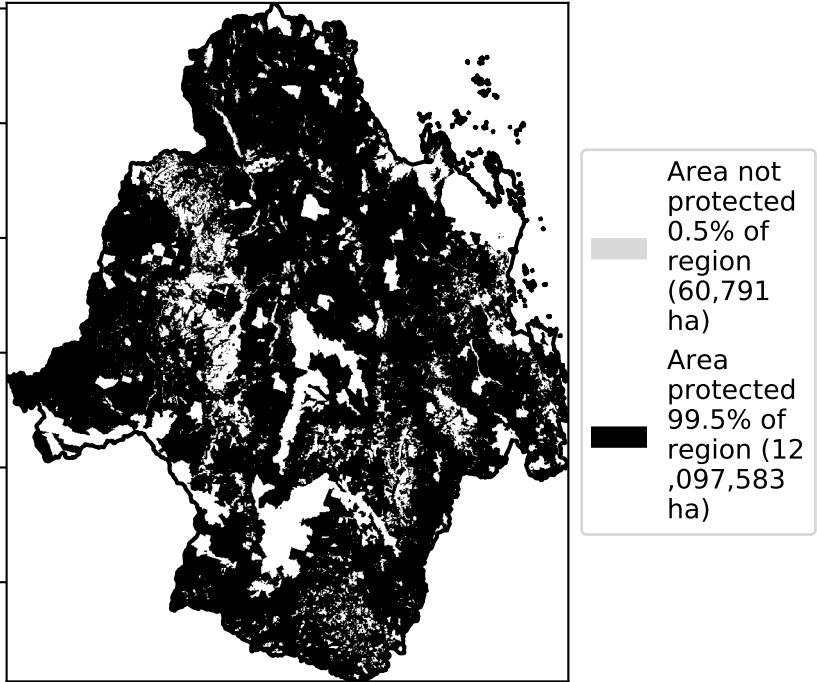 Area not
protected
0.5% of
region
(60,791
ha)
Area
protected
99.5% of
region (12
,097,583
ha)